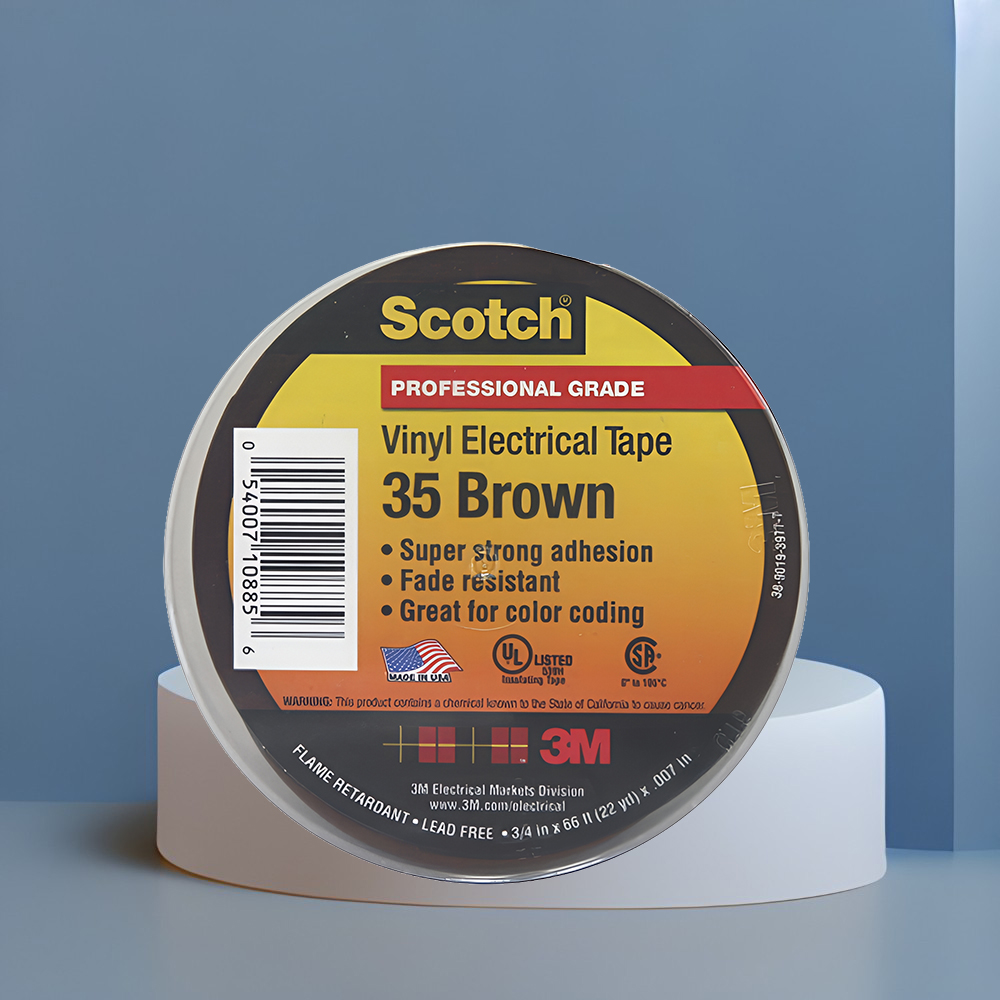 Scotch
PROFESSIONAL GRADE
Vinyl Electrical Tape
35 Brown
• Super strong adhesion
• Fade resistant
• Great for color coding
0 54007 10885 6
MADE IN U.S.A.
UL LISTED
Insulating Tape
WARNING: This product contains a chemical known to the State of California to cause cancer.
3M
3M Electrical Markets Division
www.3M.com/electrical
FLAME RETARDANT • LEAD FREE • 3/4 in x 66 ft (22 yd) x .007 in